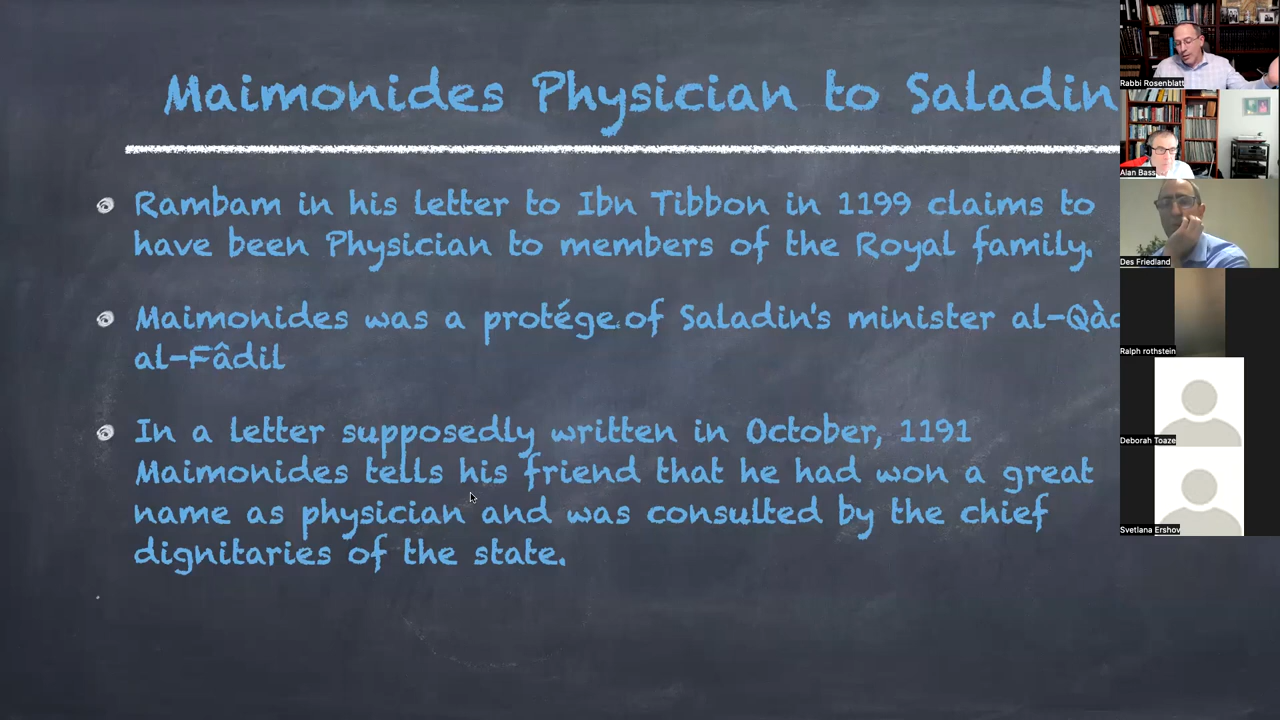 Maimonides Physician to Saladin
Rambam in his letter to Ibn Tibbon in 1199 claims to
have been Physician to members of the Royal family.
Maimonides was a protége of Saladin's minister
al-Fâdil
In a letter supposedly written in October, 1191
Maimonides tells his friend that he had won a great
name as physician and was consulted by the chief
dignitaries of the state.
Rabbi Rosenblatt
Alan Bass
Des Friedland
Ralph rothstein
Deborah Toaze
Svetlana Ershov